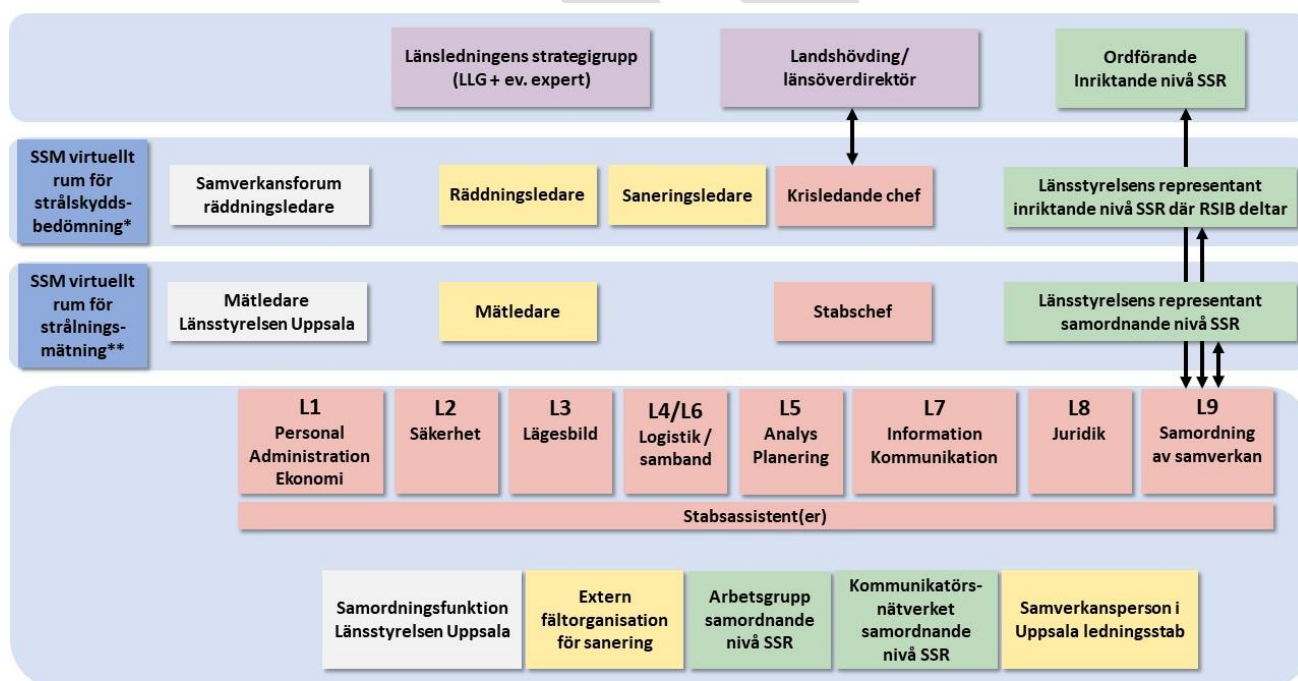 Länsledningens strategigrupp
(LLG + ev. expert)
Landshövding/
länsöverdirektör
Ordförande
Inriktande nivå SSR
SSM virtuellt
rum för
strålskydds-
bedömning*
Samverkansforum
räddningsledare
Räddningsledare
Saneringsledare
Krisledande chef
Länsstyrelsens representant
inriktande nivå SSR där RSIB deltar
SSM virtuellt
rum för
strålnings-
mätning**
Mätledare
Länsstyrelsen Uppsala
Mätledare
Stabschef
Länsstyrelsens representant
samordnande nivå SSR
L1
Personal
Administration
Ekonomi
L2
Säkerhet
L3
Lägesbild
L4/L6
Logistik /
samband
L5
Analys
Planering
L7
Information
Kommunikation
L8
Juridik
L9
Samordning
av samverkan
Stabsassistent(er)
Samordningsfunktion
Länsstyrelsen Uppsala
Extern
fältorganisation
för sanering
Arbetsgrupp
samordnande
nivå SSR
Kommunikatörs-
nätverket
samordnande
nivå SSR
Samverkansperson i
Uppsala ledningsstab